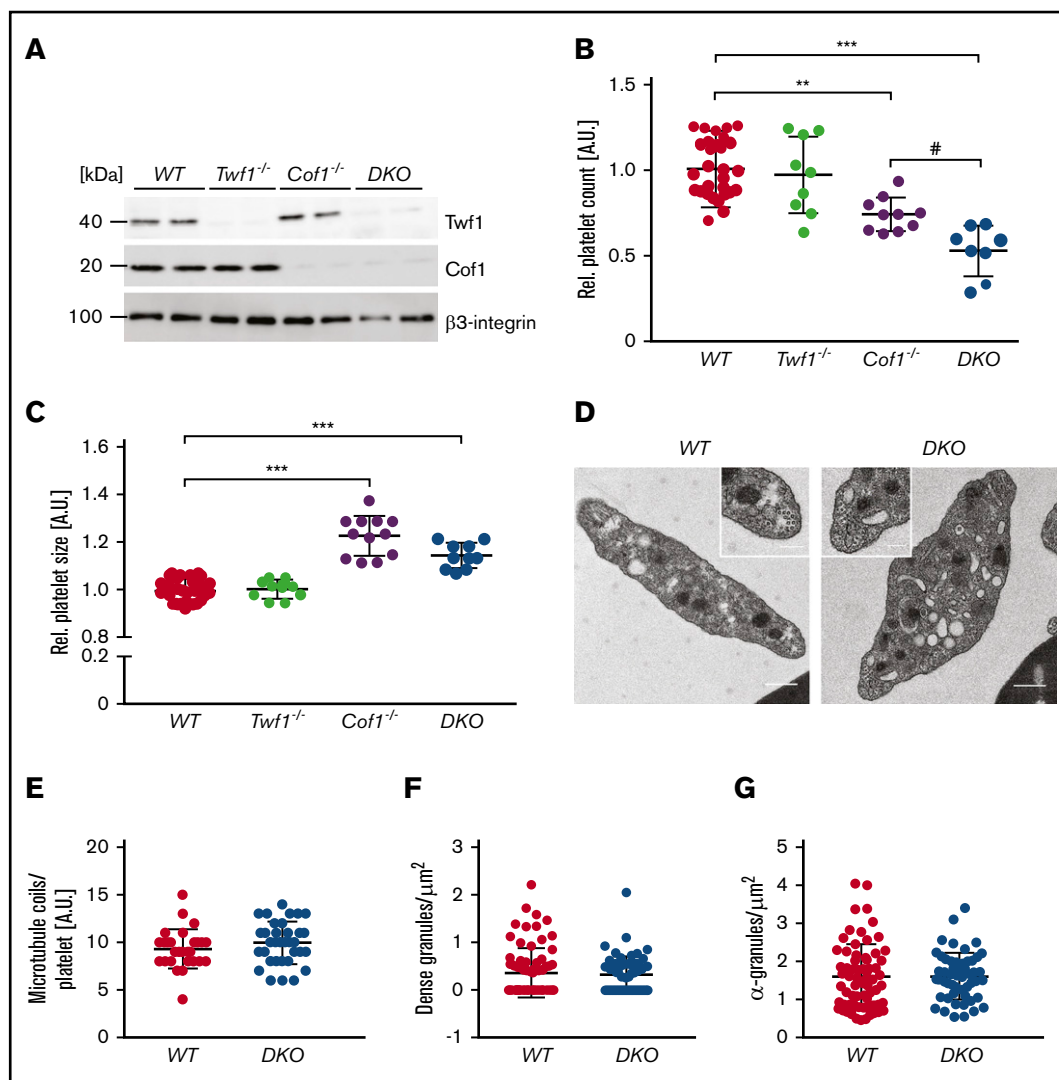 A
[kDa] WT Twf1-/- Cof1-/- DKO
40 Twf1
20 Cof1
100 β3-integrin
B
Rel. platelet count [A.U.]
1.5
1.0
0.5
0
***
**
#
WT Twf1-/- Cof1-/- DKO
C
Rel. platelet size [A.U.]
1.6
1.4
1.2
1.0
0.8
0.2
0
***
***
WT Twf1-/- Cof1-/- DKO
D
WT DKO
E
Microtubule coils/
platelet [A.U.]
20
15
10
5
0
WT DKO
F
Dense granules/μm2
3
2
1
0
-1
WT DKO
G
α-granules/μm2
5
4
3
2
1
0
WT DKO